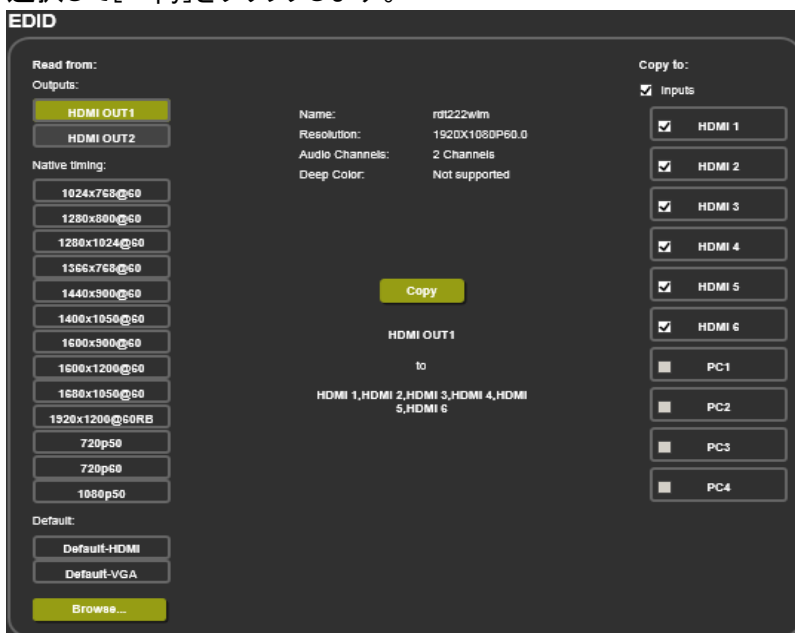 EDID
Read from:
Outputs:
HDMI OUT1
HDMI OUT2
Native timing:
1024x768@60
1280x800@60
1280x1024@60
1366x768@60
1440x900@60
1400x1050@60
1600x900@60
1600x1200@60
1680x1050@60
1920x1200@60RB
720p50
720p60
1080p50
Default:
Default-HDMI
Default-VGA
Browse...
Name: rdt222wlm
Resolution: 1920X1080P60.0
Audio Channels: 2 Channels
Deep Color: Not supported
Copy
HDMI OUT1
to
HDMI 1,HDMI 2,HDMI 3,HDMI 4,HDMI
5,HDMI 6
Copy to:
Inputs
HDMI 1
HDMI 2
HDMI 3
HDMI 4
HDMI 5
HDMI 6
PC1
PC2
PC3
PC4